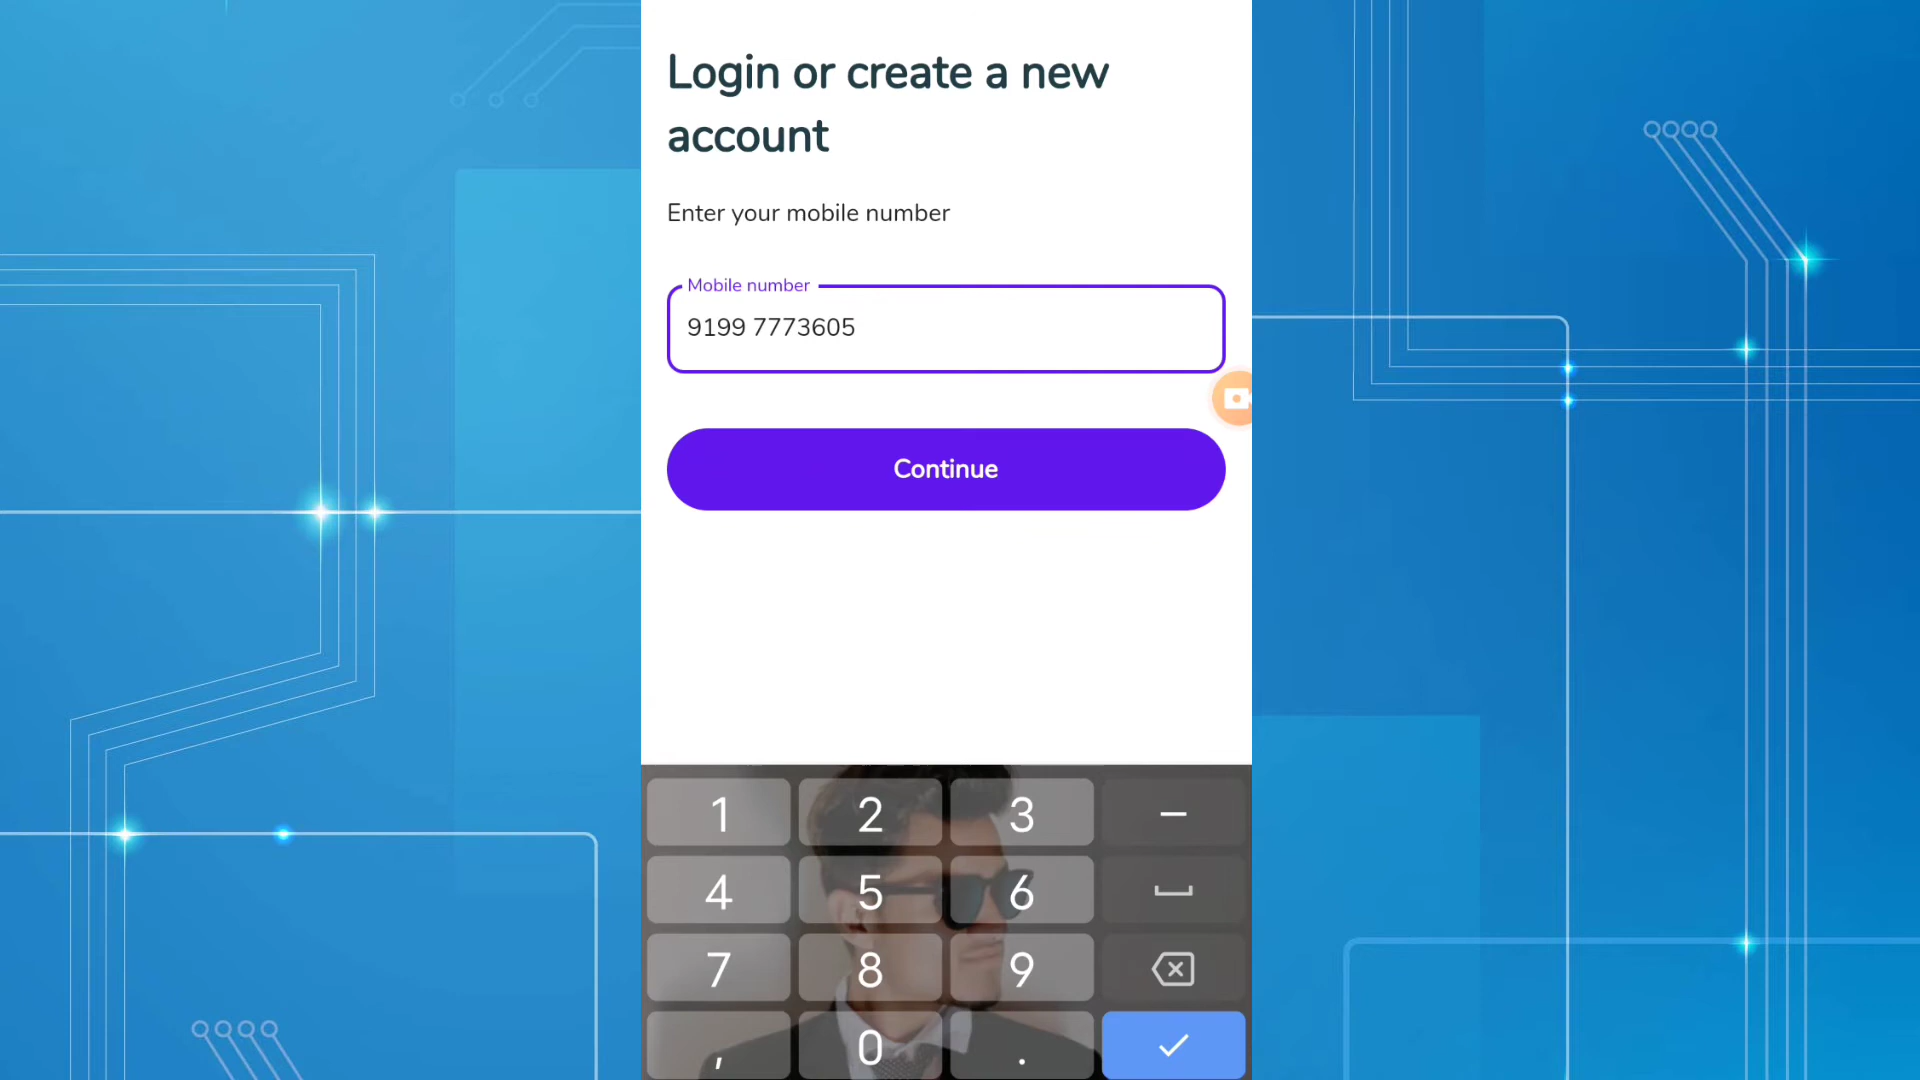 Login or create a new
account
Enter your mobile number
Mobile number
9199 7773605
Continue
1 2 3 –
4 5 6
7 8 9
, 0 .